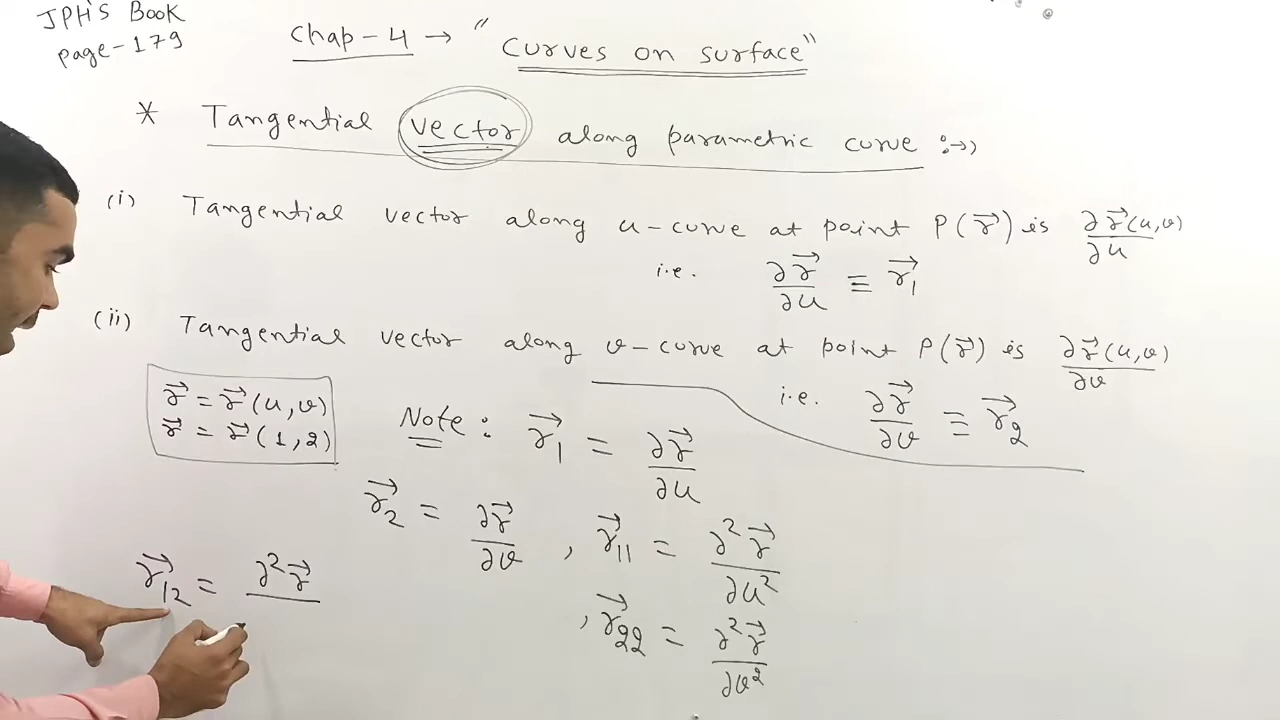 JPH'S Book
page-179
Chap-4 → "Curves on surface"
* Tangential vector along parametric curve :→
(i) Tangential vector along u-curve at point P(r⃗) is ∂r⃗(u,v)/∂u
i.e. ∂r⃗/∂u ≡ r⃗₁
(ii) Tangential vector along v-curve at point P(r⃗) is ∂r⃗(u,v)/∂v
i.e. ∂r⃗/∂v ≡ r⃗₂
r⃗ = r⃗(u,v)
r⃗ = r⃗(1,2)
Note: r⃗₁ = ∂r⃗/∂u
r⃗₂ = ∂r⃗/∂v , r⃗₁₁ = ∂²r⃗/∂u²
r⃗₁₂ = ∂²r⃗
, r⃗₂₂ = ∂²r⃗/∂v²